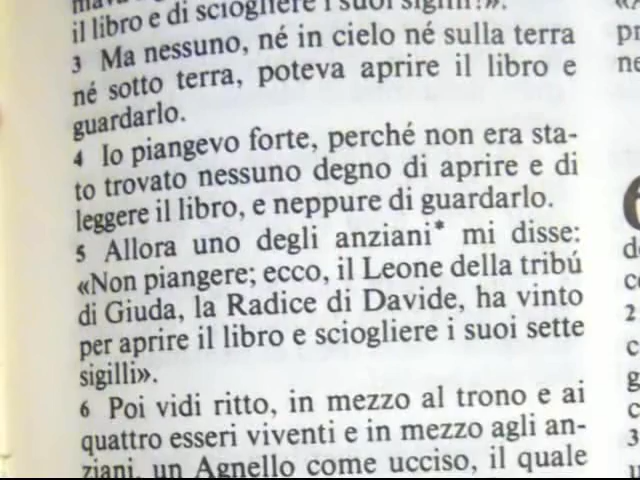 il libro e di sciogliere i suoi sigilli?».
3 Ma nessuno, né in cielo né sulla terra
né sotto terra, poteva aprire il libro e
guardarlo.
4 Io piangevo forte, perché non era sta-
to trovato nessuno degno di aprire e di
leggere il libro, e neppure di guardarlo.
5 Allora uno degli anziani* mi disse:
«Non piangere; ecco, il Leone della tribú
di Giuda, la Radice di Davide, ha vinto
per aprire il libro e sciogliere i suoi sette
sigilli».
6 Poi vidi ritto, in mezzo al trono e ai
quattro esseri viventi e in mezzo agli an-
ziani, un Agnello come ucciso, il quale